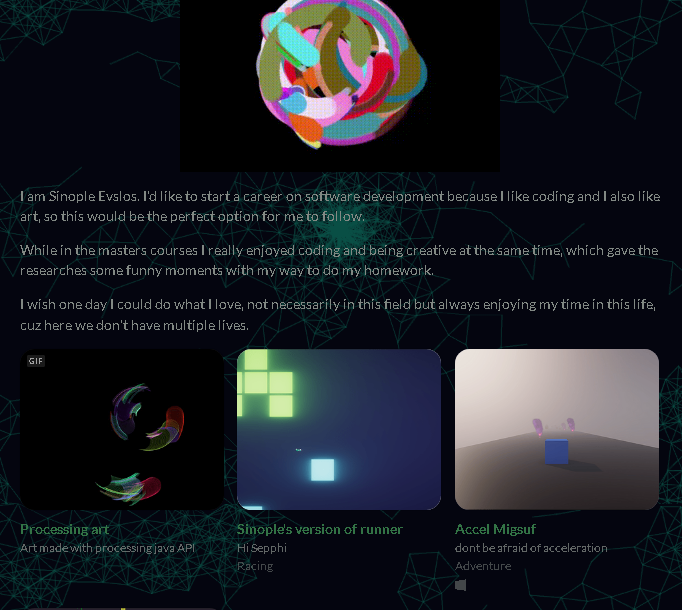 I am Sinople Evslos. I'd like to start a career on software development because I like coding and I also like
art, so this would be the perfect option for me to follow.
While in the masters courses I really enjoyed coding and being creative at the same time, which gave the
researches some funny moments with my way to do my homework.
I wish one day I could do what I love, not necessarily in this field but always enjoying my time in this life,
cuz here we don't have multiple lives.
GIF
Processing art
Art made with processing java API
Sinople's version of runner
Hi Sepphi
Racing
Accel Migsuf
dont be afraid of acceleration
Adventure